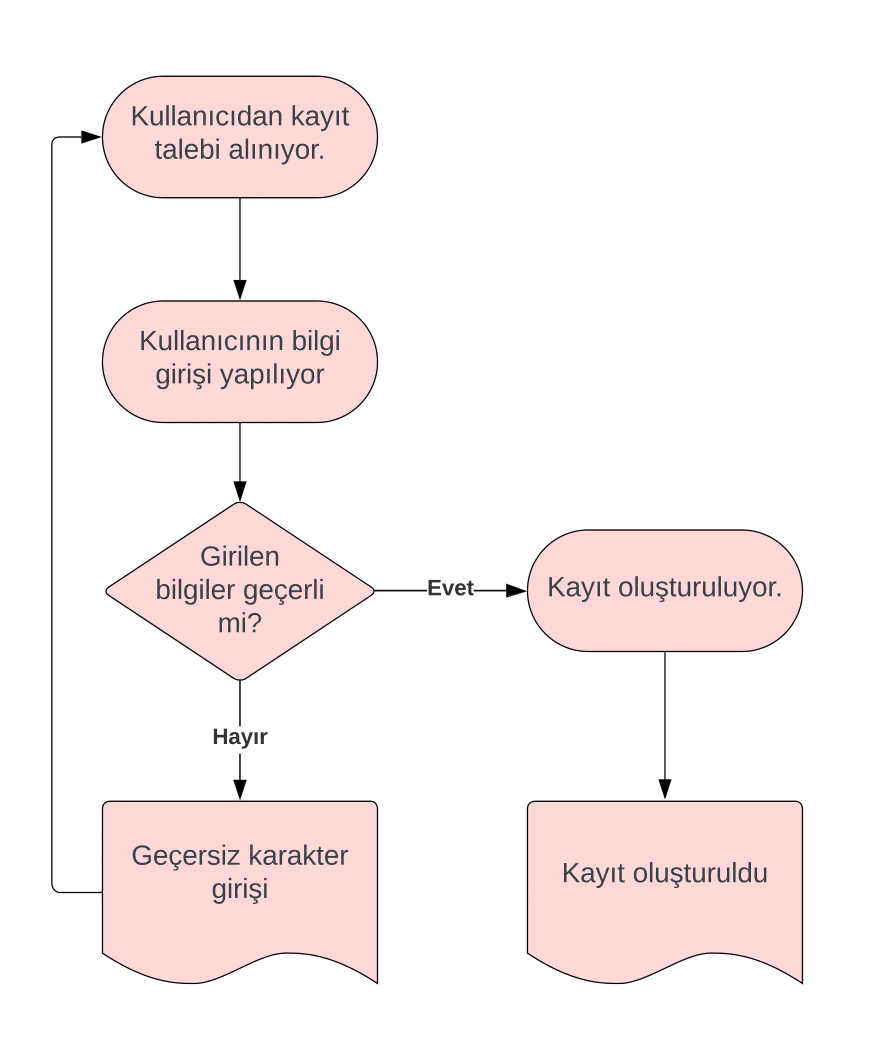 Kullanıcıdan kayıt
talebi alınıyor.
Kullanıcının bilgi
girişi yapılıyor
Girilen
bilgiler geçerli
mi?
Evet
Kayıt oluşturuluyor.
Hayır
Geçersiz karakter
girişi
Kayıt oluşturuldu